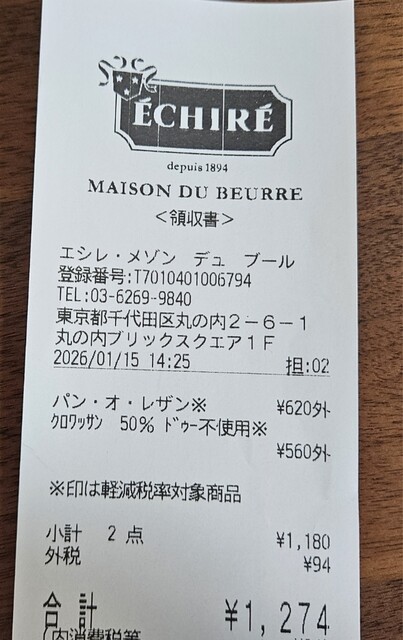 ÉCHIRÉ
depuis 1894
MAISON DU BEURRE
＜領収書＞
エシレ・メゾン　デュ　ブール
登録番号:T7010401006794
TEL:03-6269-9840
東京都千代田区丸の内２－６－１
丸の内ブリックスクエア１Ｆ
2026/01/15 14:25 担:02
パン・オ・レザン※ ¥620外
ｸﾛﾜｯｻﾝ 50% ﾄﾞｩｰ不使用※
¥560外
※印は軽減税率対象商品
小計 2 点 ¥1,180
外税 ¥94
合計 ¥1,274
(内消費税等